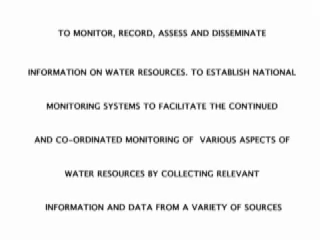 TO MONITOR, RECORD, ASSESS AND DISSEMINATE
INFORMATION ON WATER RESOURCES. TO ESTABLISH NATIONAL
MONITORING SYSTEMS TO FACILITATE THE CONTINUED
AND CO-ORDINATED MONITORING OF VARIOUS ASPECTS OF
WATER RESOURCES BY COLLECTING RELEVANT
INFORMATION AND DATA FROM A VARIETY OF SOURCES